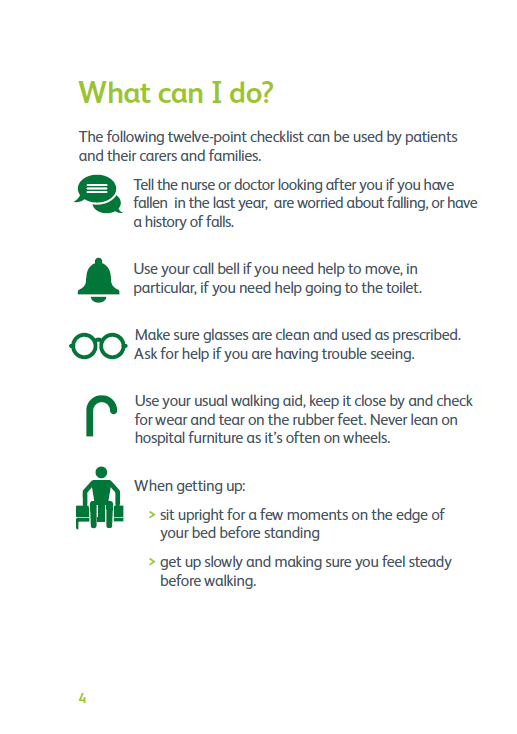 What can I do?
The following twelve-point checklist can be used by patients
and their carers and families.
Tell the nurse or doctor looking after you if you have
fallen  in the last year,  are worried about falling, or have
a history of falls.
Use your call bell if you need help to move, in
particular, if you need help going to the toilet.
Make sure glasses are clean and used as prescribed.
Ask for help if you are having trouble seeing.
Use your usual walking aid, keep it close by and check
for wear and tear on the rubber feet. Never lean on
hospital furniture as it’s often on wheels.
When getting up:
> sit upright for a few moments on the edge of
your bed before standing
> get up slowly and making sure you feel steady
before walking.
4